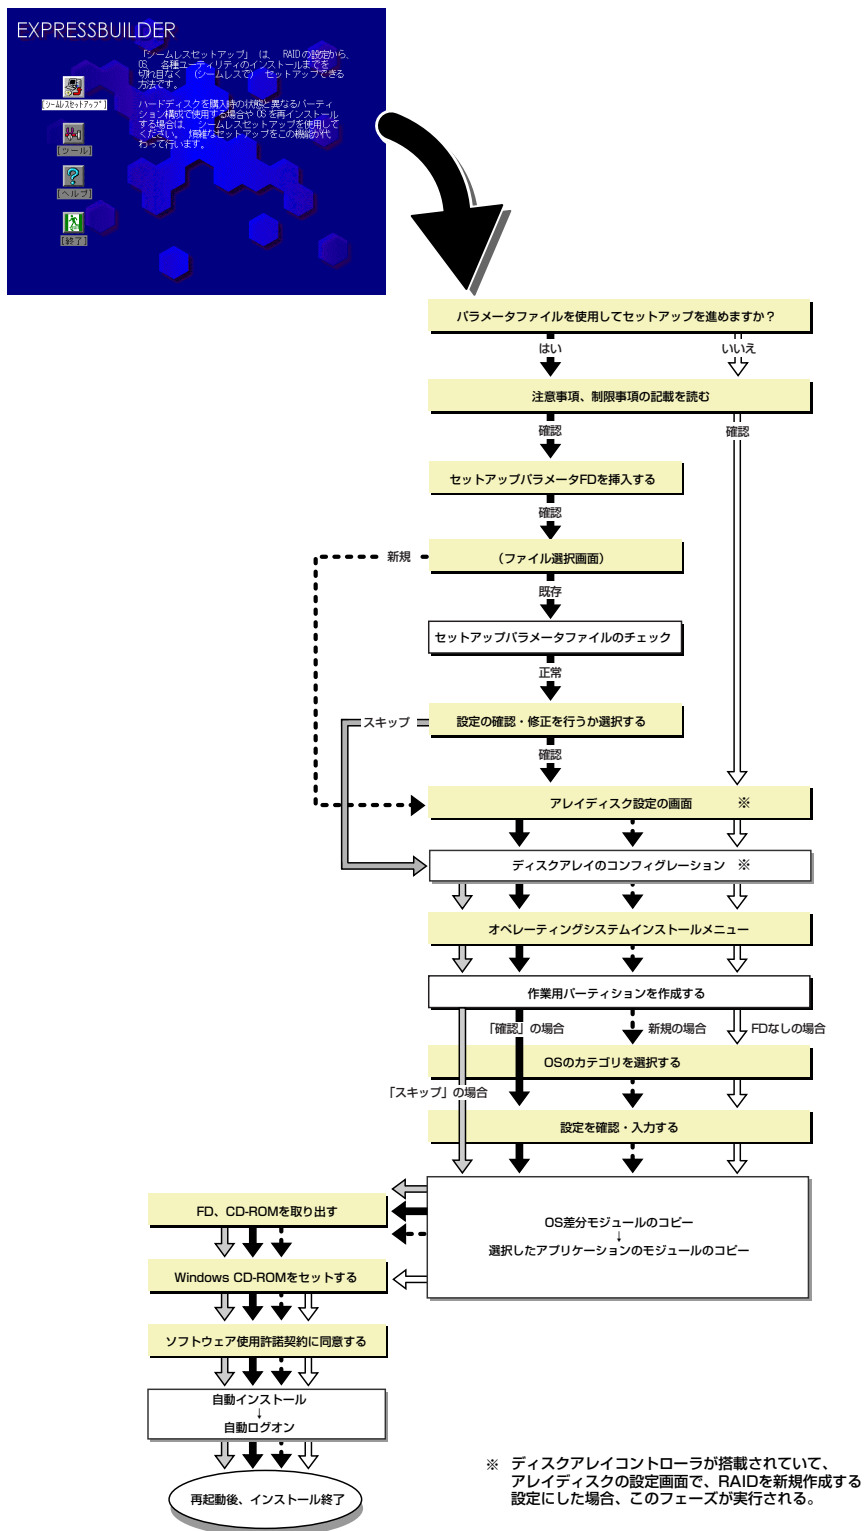 EXPRESSBUILDER
「シームレスセットアップ」 は、 RAIDの設定から、
OS、 各種ユーティリティのインストールまでを
切れ目なく (シームレスで) セットアップできる
方法です。
ハードディスクを購入時の状態と異なるパーティ
ション構成で使用する場合や OSを再インストール
する場合は、 シームレスセットアップを使用して
ください。 煩雑なセットアップをこの機能が代
わって行います。
[シームレスセットアップ]
[ツール]
[ヘルプ]
[終了]
パラメータファイルを使用してセットアップを進めますか？
はい
いいえ
注意事項、制限事項の記載を読む
確認
確認
セットアップパラメータFDを挿入する
確認
新規
（ファイル選択画面）
既存
セットアップパラメータファイルのチェック
正常
スキップ
設定の確認・修正を行うか選択する
確認
アレイディスク設定の画面 ※
ディスクアレイのコンフィグレーション ※
オペレーティングシステムインストールメニュー
作業用パーティションを作成する
「確認」の場合
新規の場合
FDなしの場合
OSのカテゴリを選択する
「スキップ」の場合
設定を確認・入力する
OS差分モジュールのコピー
↓
選択したアプリケーションのモジュールのコピー
FD、CD-ROMを取り出す
Windows CD-ROMをセットする
ソフトウェア使用許諾契約に同意する
自動インストール
↓
自動ログオン
再起動後、インストール終了
※ ディスクアレイコントローラが搭載されていて、
アレイディスクの設定画面で、RAIDを新規作成する
設定にした場合、このフェーズが実行される。